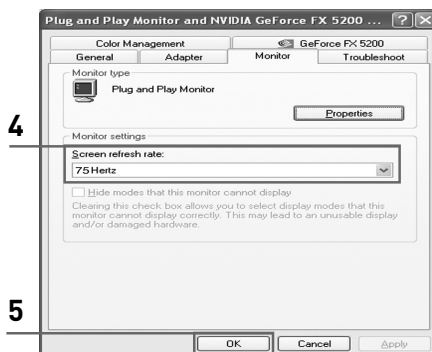 Plug and Play Monitor and NVIDIA GeForce FX 5200 ...
Color Management
GeForce FX 5200
General
Adapter
Monitor
Troubleshoot
Monitor type
Plug and Play Monitor
Properties
4
Monitor settings
Screen refresh rate:
75 Hertz
Hide modes that this monitor cannot display
Clearing this check box allows you to select display modes that this
monitor cannot display correctly. This may lead to an unusable display
and/or damaged hardware.
5
OK
Cancel
Apply